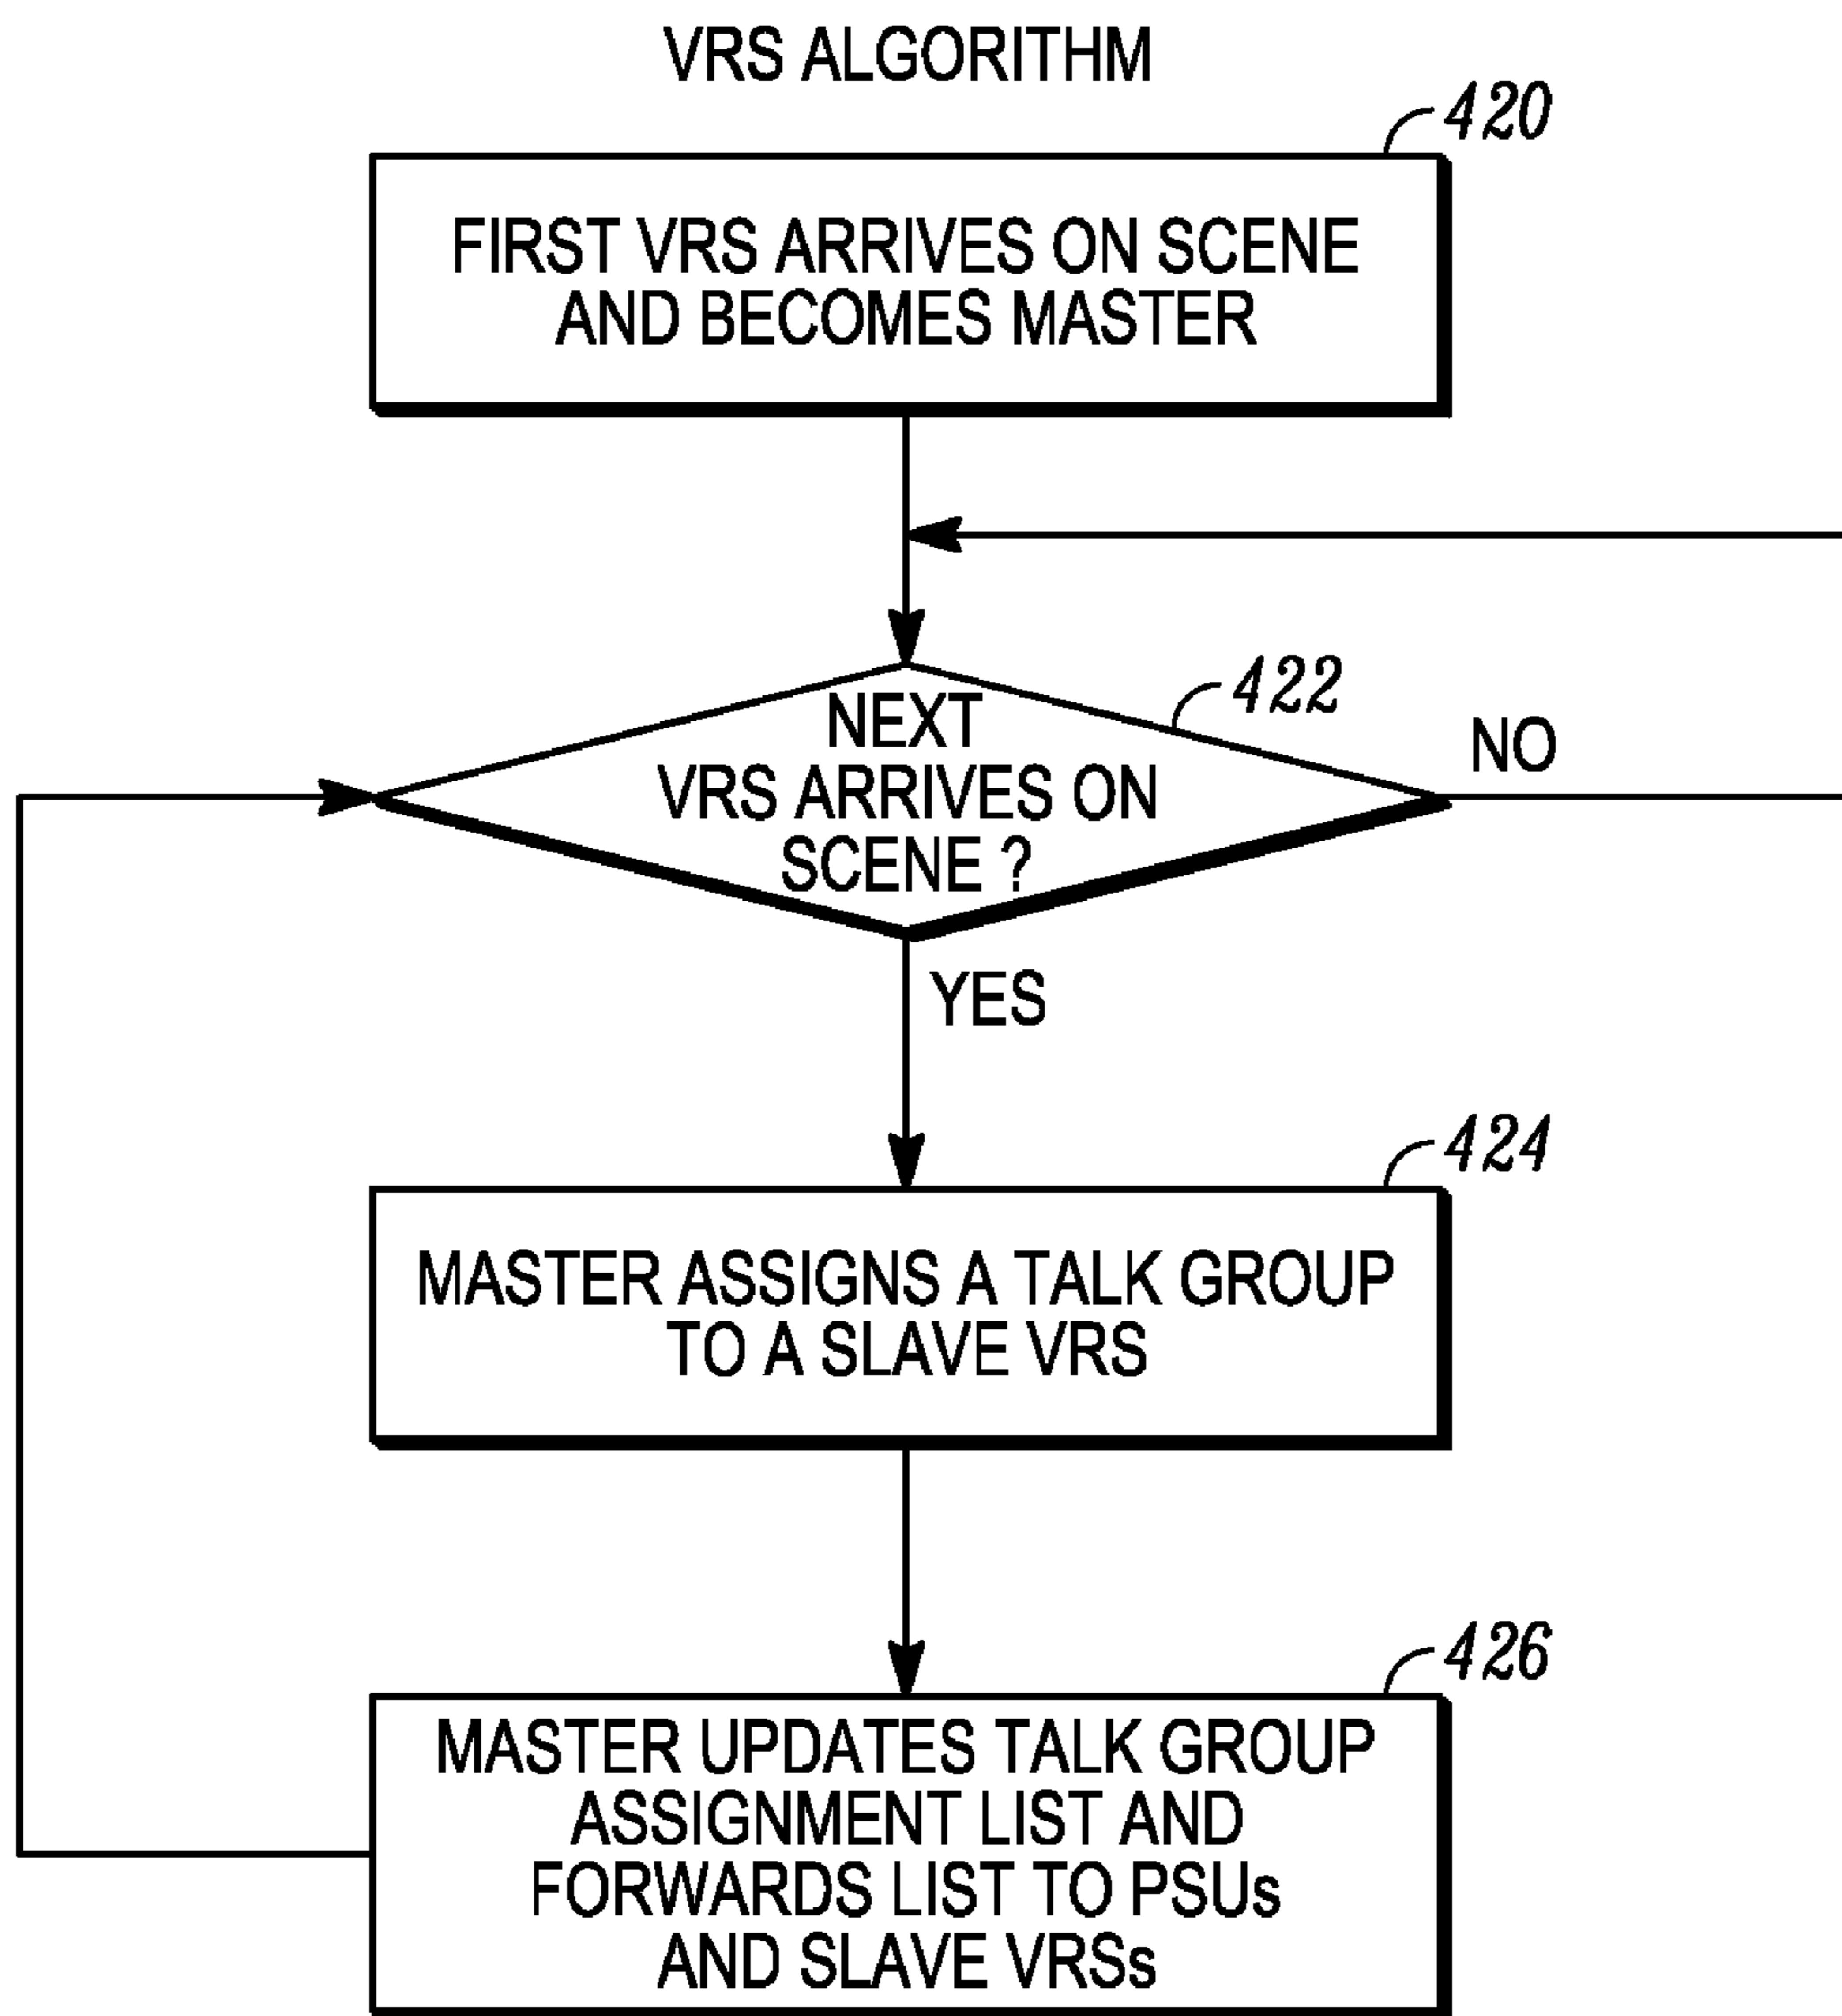 VRS ALGORITHM
420
FIRST VRS ARRIVES ON SCENE
AND BECOMES MASTER
422
NEXT
VRS ARRIVES ON
SCENE ?
NO
YES
424
MASTER ASSIGNS A TALK GROUP
TO A SLAVE VRS
426
MASTER UPDATES TALK GROUP
ASSIGNMENT LIST AND
FORWARDS LIST TO PSUs
AND SLAVE VRSs